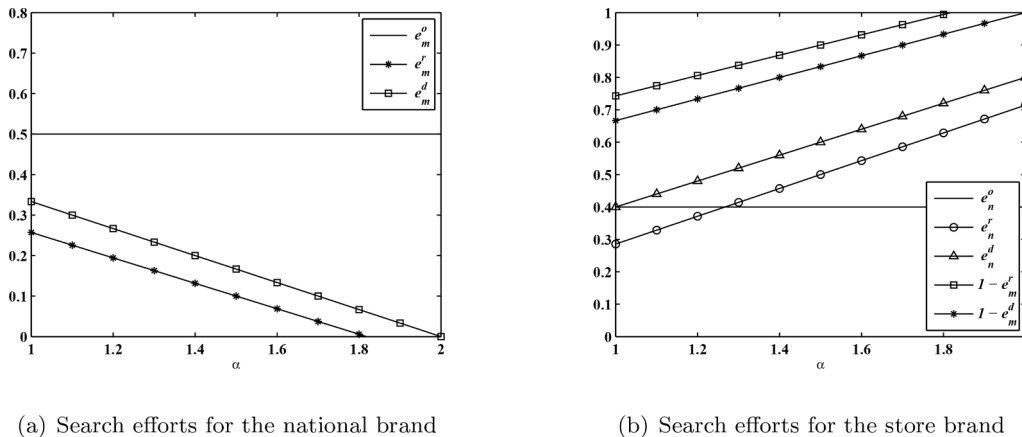 0.8
0.7
0.6
0.5
0.4
0.3
0.2
0.1
0
1 1.2 1.4 1.6 1.8 2
α
e_m^o
e_m^r
e_m^d
(a) Search efforts for the national brand
1
0.9
0.8
0.7
0.6
0.5
0.4
0.3
0.2
0.1
0
1 1.2 1.4 1.6 1.8
α
e_n^o
e_n^r
e_n^d
1 − e_m^r
1 − e_m^d
(b) Search efforts for the store brand